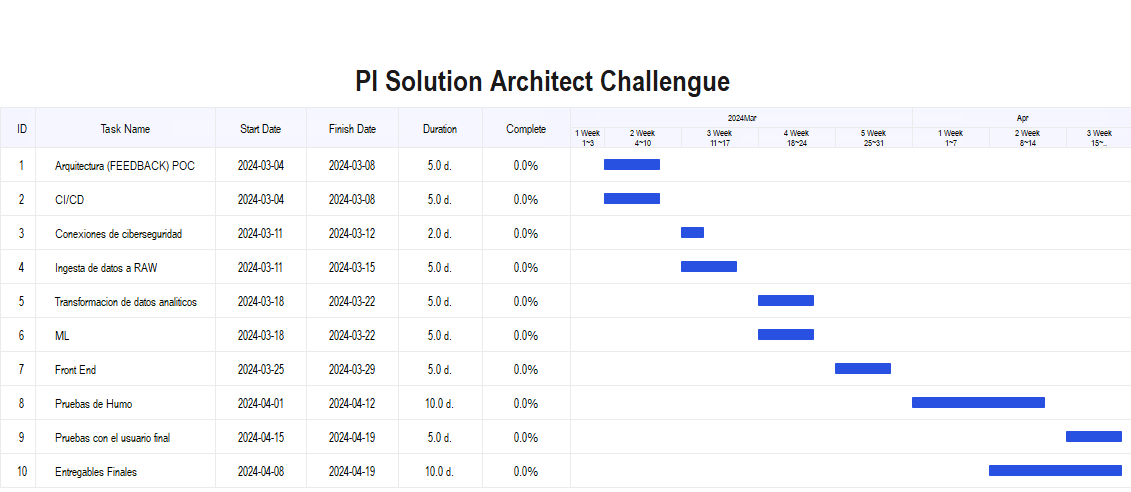 PI Solution Architect Challengue
ID Task Name Start Date Finish Date Duration Complete 2024Mar Apr
1 Week 2 Week 3 Week 4 Week 5 Week 1 Week 2 Week 3 Week
1~3 4~10 11~17 18~24 25~31 1~7 8~14 15~..
1 Arquitectura (FEEDBACK) POC 2024-03-04 2024-03-08 5.0 d. 0.0%
2 CI/CD 2024-03-04 2024-03-08 5.0 d. 0.0%
3 Conexiones de ciberseguridad 2024-03-11 2024-03-12 2.0 d. 0.0%
4 Ingesta de datos a RAW 2024-03-11 2024-03-15 5.0 d. 0.0%
5 Transformacion de datos analiticos 2024-03-18 2024-03-22 5.0 d. 0.0%
6 ML 2024-03-18 2024-03-22 5.0 d. 0.0%
7 Front End 2024-03-25 2024-03-29 5.0 d. 0.0%
8 Pruebas de Humo 2024-04-01 2024-04-12 10.0 d. 0.0%
9 Pruebas con el usuario final 2024-04-15 2024-04-19 5.0 d. 0.0%
10 Entregables Finales 2024-04-08 2024-04-19 10.0 d. 0.0%